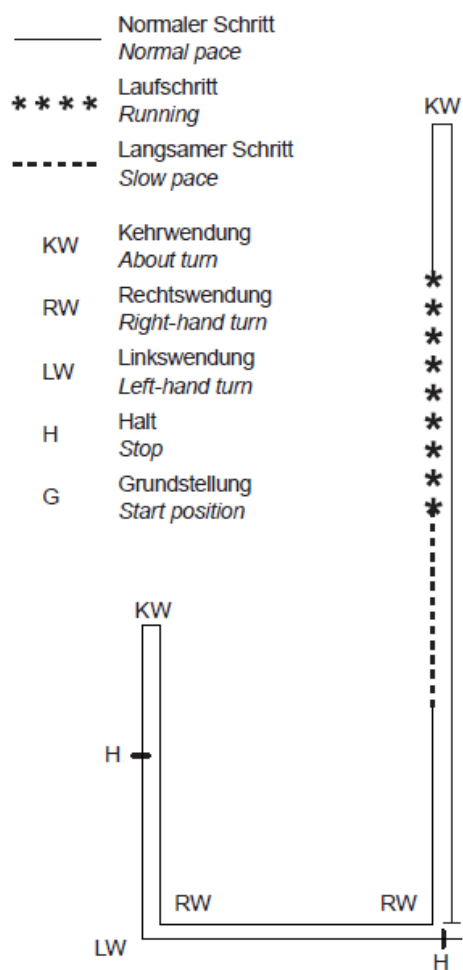 Normaler Schritt
Normal pace
Laufschritt
Running
Langsamer Schritt
Slow pace
KW
Kehrwendung
About turn
RW
Rechtswendung
Right-hand turn
LW
Linkswendung
Left-hand turn
H
Halt
Stop
G
Grundstellung
Start position
KW
KW
H
RW
RW
LW
H